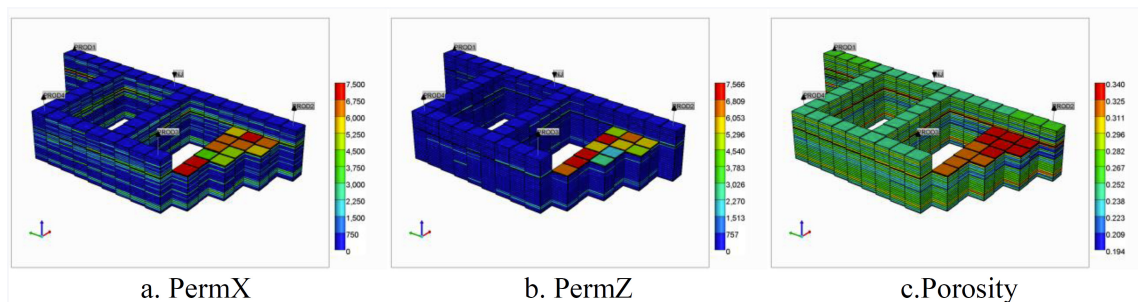 PROD1
PROD4
PROD3
PROD2
7,500
6,750
6,000
5,250
4,500
3,750
3,000
2,250
1,500
750
0
a. PermX
PROD1
PROD4
PROD3
PROD2
7,566
6,809
6,053
5,296
4,540
3,783
3,026
2,270
1,513
757
0
b. PermZ
PROD1
PROD4
PROD3
PROD2
0.340
0.325
0.311
0.296
0.282
0.267
0.252
0.238
0.223
0.209
0.194
c.Porosity